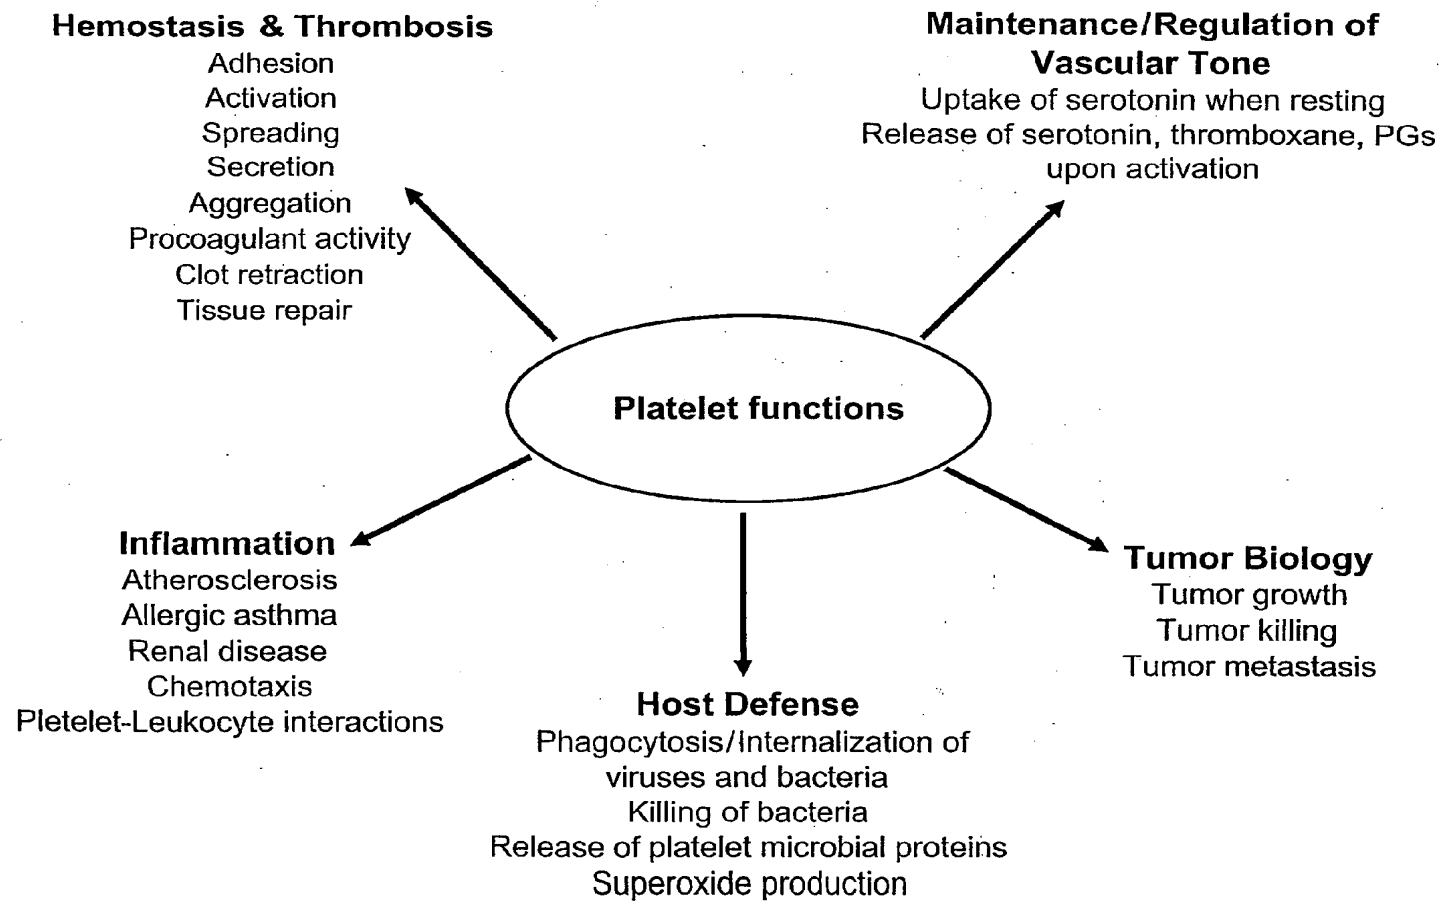 Hemostasis & Thrombosis
Adhesion
Activation
Spreading
Secretion
Aggregation
Procoagulant activity
Clot retraction
Tissue repair
Maintenance/Regulation of
Vascular Tone
Uptake of serotonin when resting
Release of serotonin, thromboxane, PGs
upon activation
Platelet functions
Inflammation
Atherosclerosis
Allergic asthma
Renal disease
Chemotaxis
Pletelet-Leukocyte interactions
Host Defense
Phagocytosis/Internalization of
viruses and bacteria
Killing of bacteria
Release of platelet microbial proteins
Superoxide production
Tumor Biology
Tumor growth
Tumor killing
Tumor metastasis